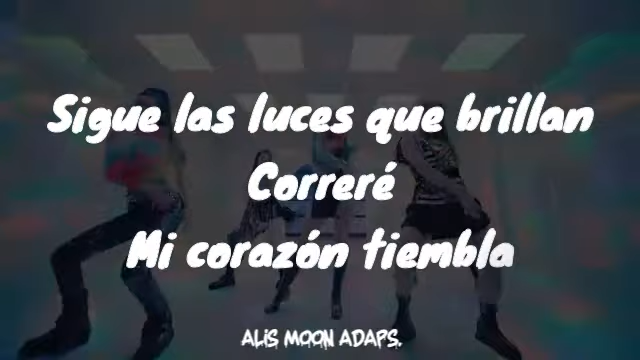 Sigue las luces que brillan
Correré
Mi corazón tiembla
ALIS MOON ADAPS.